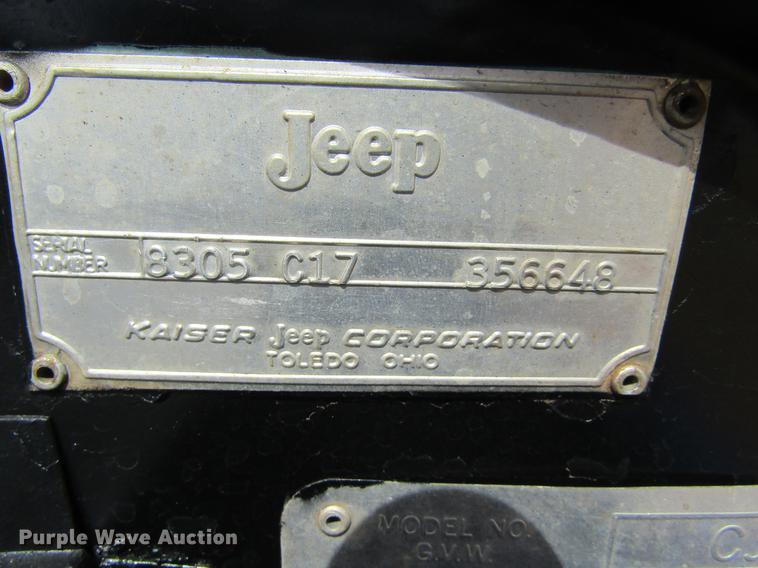 Jeep
SERIAL NUMBER
8305 C17 356648
KAISER Jeep CORPORATION
TOLEDO OHIO
MODEL NO.
G.V.W.
Purple Wave Auction